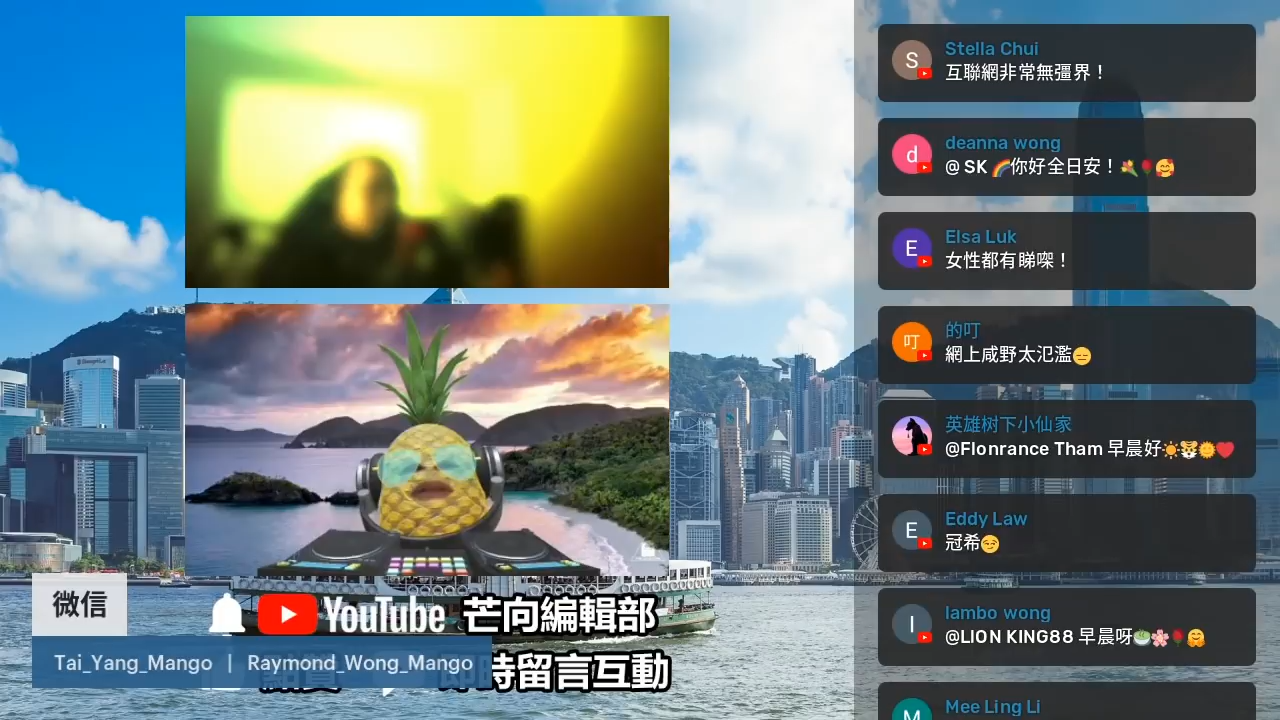 Stella Chui
互聯網非常無彊界！
deanna wong
@ SK 🌈你好全日安！💐🌹🥰
Elsa Luk
女性都有睇㗎！
叮
的叮
網上咸野太氾濫😑
英雄树下小仙家
@Flonrance Tham 早晨好☀️🐯🌞❤️
E
Eddy Law
冠希☺️
lambo wong
@LION KING88 早晨呀🍵🌸🌹🤗
Mee Ling Li
YouTube 芒向編輯部
即時留言互動
微信
Tai_Yang_Mango | Raymond_Wong_Mango